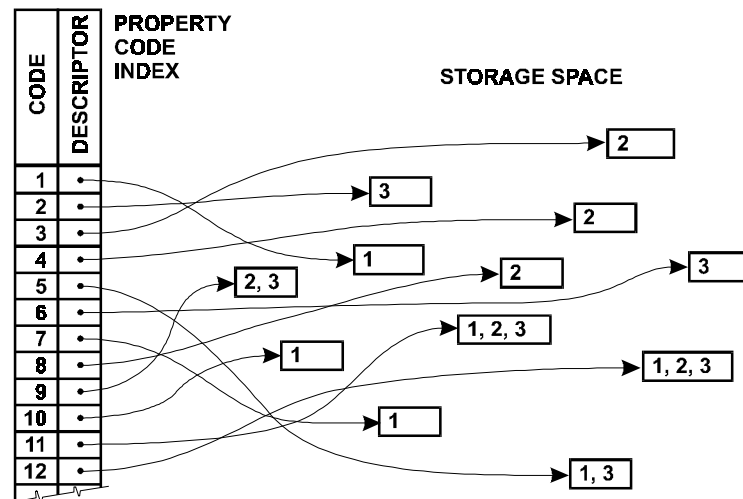 PROPERTY
CODE
INDEX
CODE
DESCRIPTOR
STORAGE SPACE
1
2
3
4
5
6
7
8
9
10
11
12
2
3
2
1
3
2
2, 3
1, 2, 3
1
1, 2, 3
1
1, 3